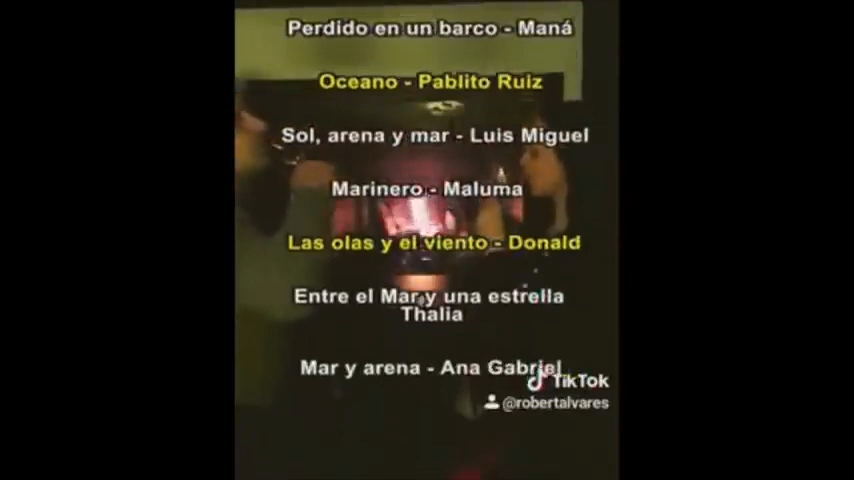 Perdido en un barco - Maná
Oceano - Pablito Ruiz
Sol, arena y mar - Luis Miguel
Marinero - Maluma
Las olas y el viento - Donald
Entre el Mar y una estrella
Thalia
Mar y arena - Ana Gabriel
TikTok
@robertalvares